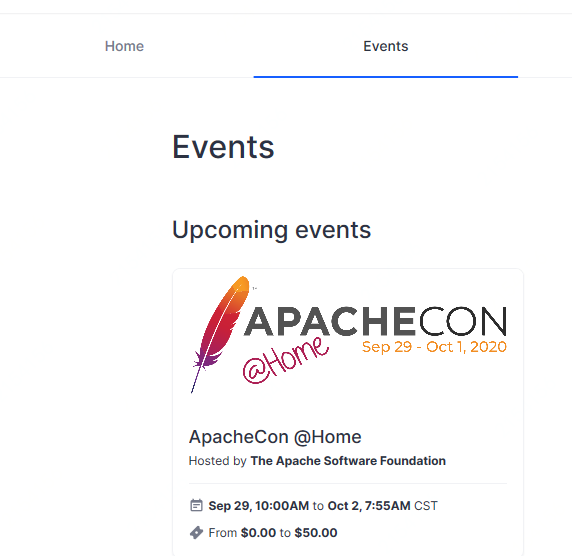 Home
Events
Events
Upcoming events
APACHECON
@Home
Sep 29 - Oct 1, 2020
ApacheCon @Home
Hosted by The Apache Software Foundation
Sep 29, 10:00AM to Oct 2, 7:55AM CST
From $0.00 to $50.00